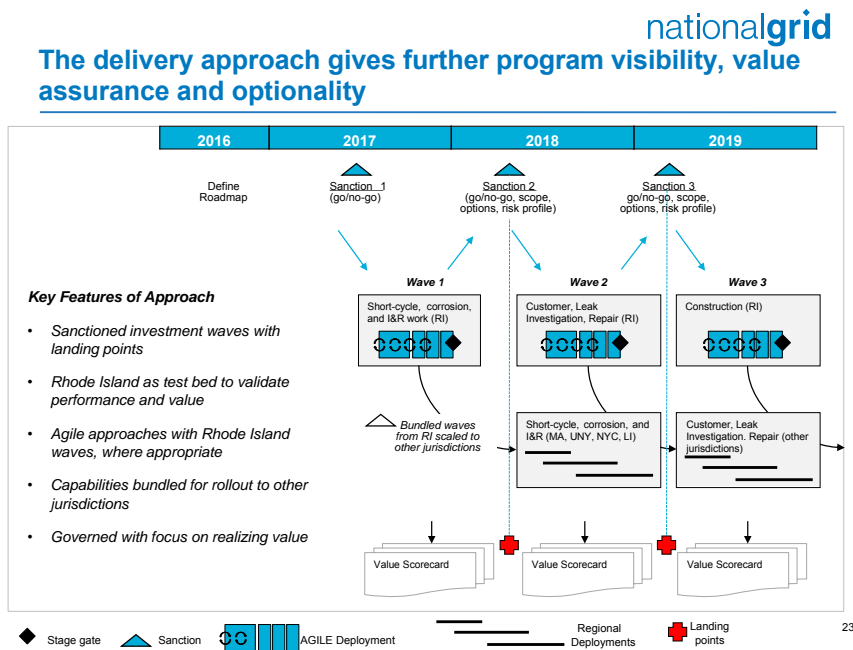 nationalgrid
The delivery approach gives further program visibility, value
assurance and optionality
2016 2017 2018 2019
Define
Roadmap
Sanction 1
(go/no-go)
Sanction 2
(go/no-go, scope,
options, risk profile)
Sanction 3
(go/no-go, scope,
options, risk profile)
Key Features of Approach
• Sanctioned investment waves with
landing points
• Rhode Island as test bed to validate
performance and value
• Agile approaches with Rhode Island
waves, where appropriate
• Capabilities bundled for rollout to other
jurisdictions
• Governed with focus on realizing value
Wave 1
Short-cycle, corrosion,
and I&R work (RI)
Wave 2
Customer, Leak
Investigation, Repair (RI)
Wave 3
Construction (RI)
Bundled waves
from RI scaled to
other jurisdictions
Short-cycle, corrosion, and
I&R (MA, UNY, NYC, LI)
Customer, Leak
Investigation. Repair (other
jurisdictions)
Value Scorecard
Value Scorecard
Value Scorecard
Stage gate
Sanction
AGILE Deployment
Regional
Deployments
Landing
points
23